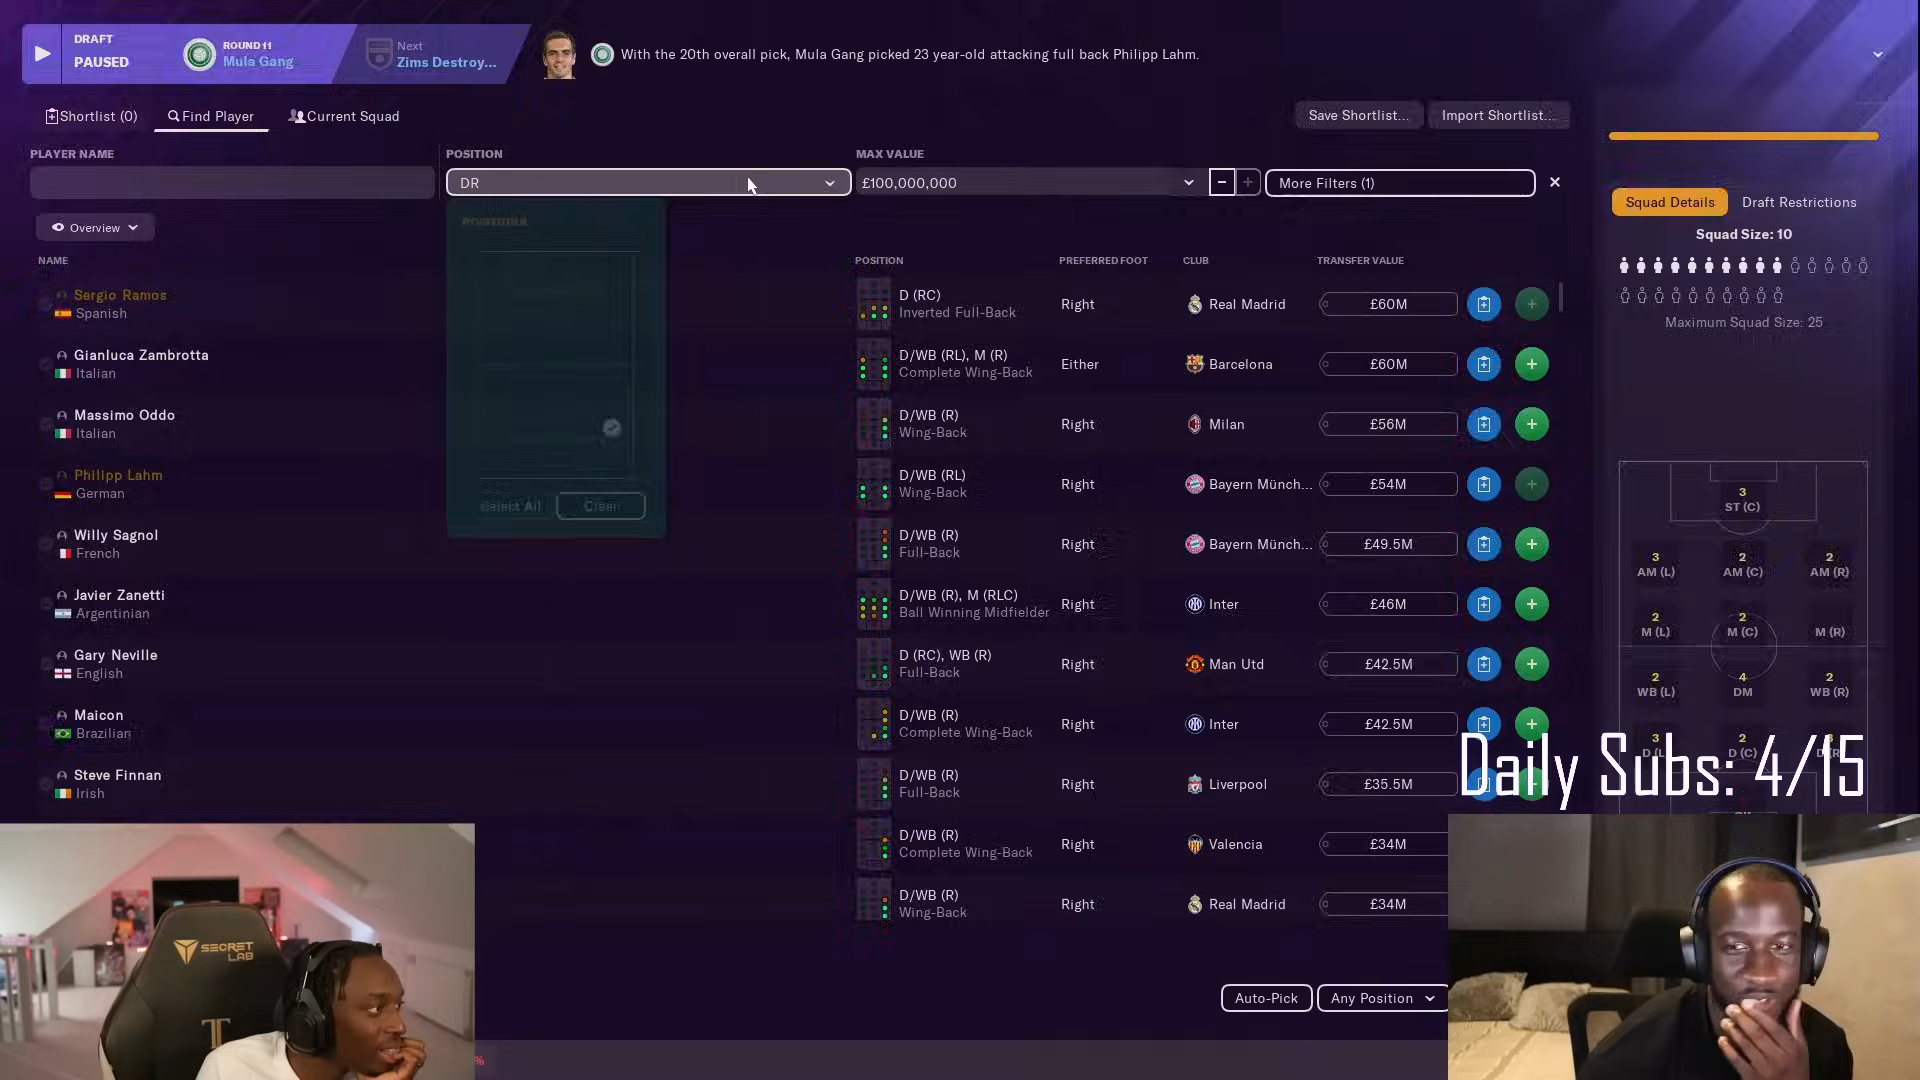 DRAFT
PAUSED
ROUND 11
Mula Gang
Next
Zims Destroy...
With the 20th overall pick, Mula Gang picked 23 year-old attacking full back Philipp Lahm.
Shortlist (0)
Find Player
Current Squad
Save Shortlist...
Import Shortlist...
PLAYER NAME
POSITION
DR
MAX VALUE
£100,000,000
More Filters (1)
Squad Details
Draft Restrictions
Squad Size: 10
Maximum Squad Size: 25
Overview
Select All
Clear
NAME
POSITION
PREFERRED FOOT
CLUB
TRANSFER VALUE
Sergio Ramos
Spanish
D (RC)
Inverted Full-Back
Right
Real Madrid
£60M
Gianluca Zambrotta
Italian
D/WB (RL), M (R)
Complete Wing-Back
Either
Barcelona
£60M
Massimo Oddo
Italian
D/WB (R)
Wing-Back
Right
Milan
£56M
Philipp Lahm
German
D/WB (RL)
Wing-Back
Right
Bayern Münch...
£54M
Willy Sagnol
French
D/WB (R)
Full-Back
Right
Bayern Münch...
£49.5M
Javier Zanetti
Argentinian
D/WB (R), M (RLC)
Ball Winning Midfielder
Right
Inter
£46M
Gary Neville
English
D (RC), WB (R)
Full-Back
Right
Man Utd
£42.5M
Maicon
Brazilian
D/WB (R)
Complete Wing-Back
Right
Inter
£42.5M
Steve Finnan
Irish
D/WB (R)
Full-Back
Right
Liverpool
£35.5M
D/WB (R)
Complete Wing-Back
Right
Valencia
£34M
D/WB (R)
Wing-Back
Right
Real Madrid
£34M
3
ST (C)
3
AM (L)
2
AM (C)
2
AM (R)
2
M (L)
2
M (C)
M (R)
2
WB (L)
4
DM
2
WB (R)
3
2
D (C)
Daily Subs: 4/15
Auto-Pick
Any Position
SECRET
LAB
%